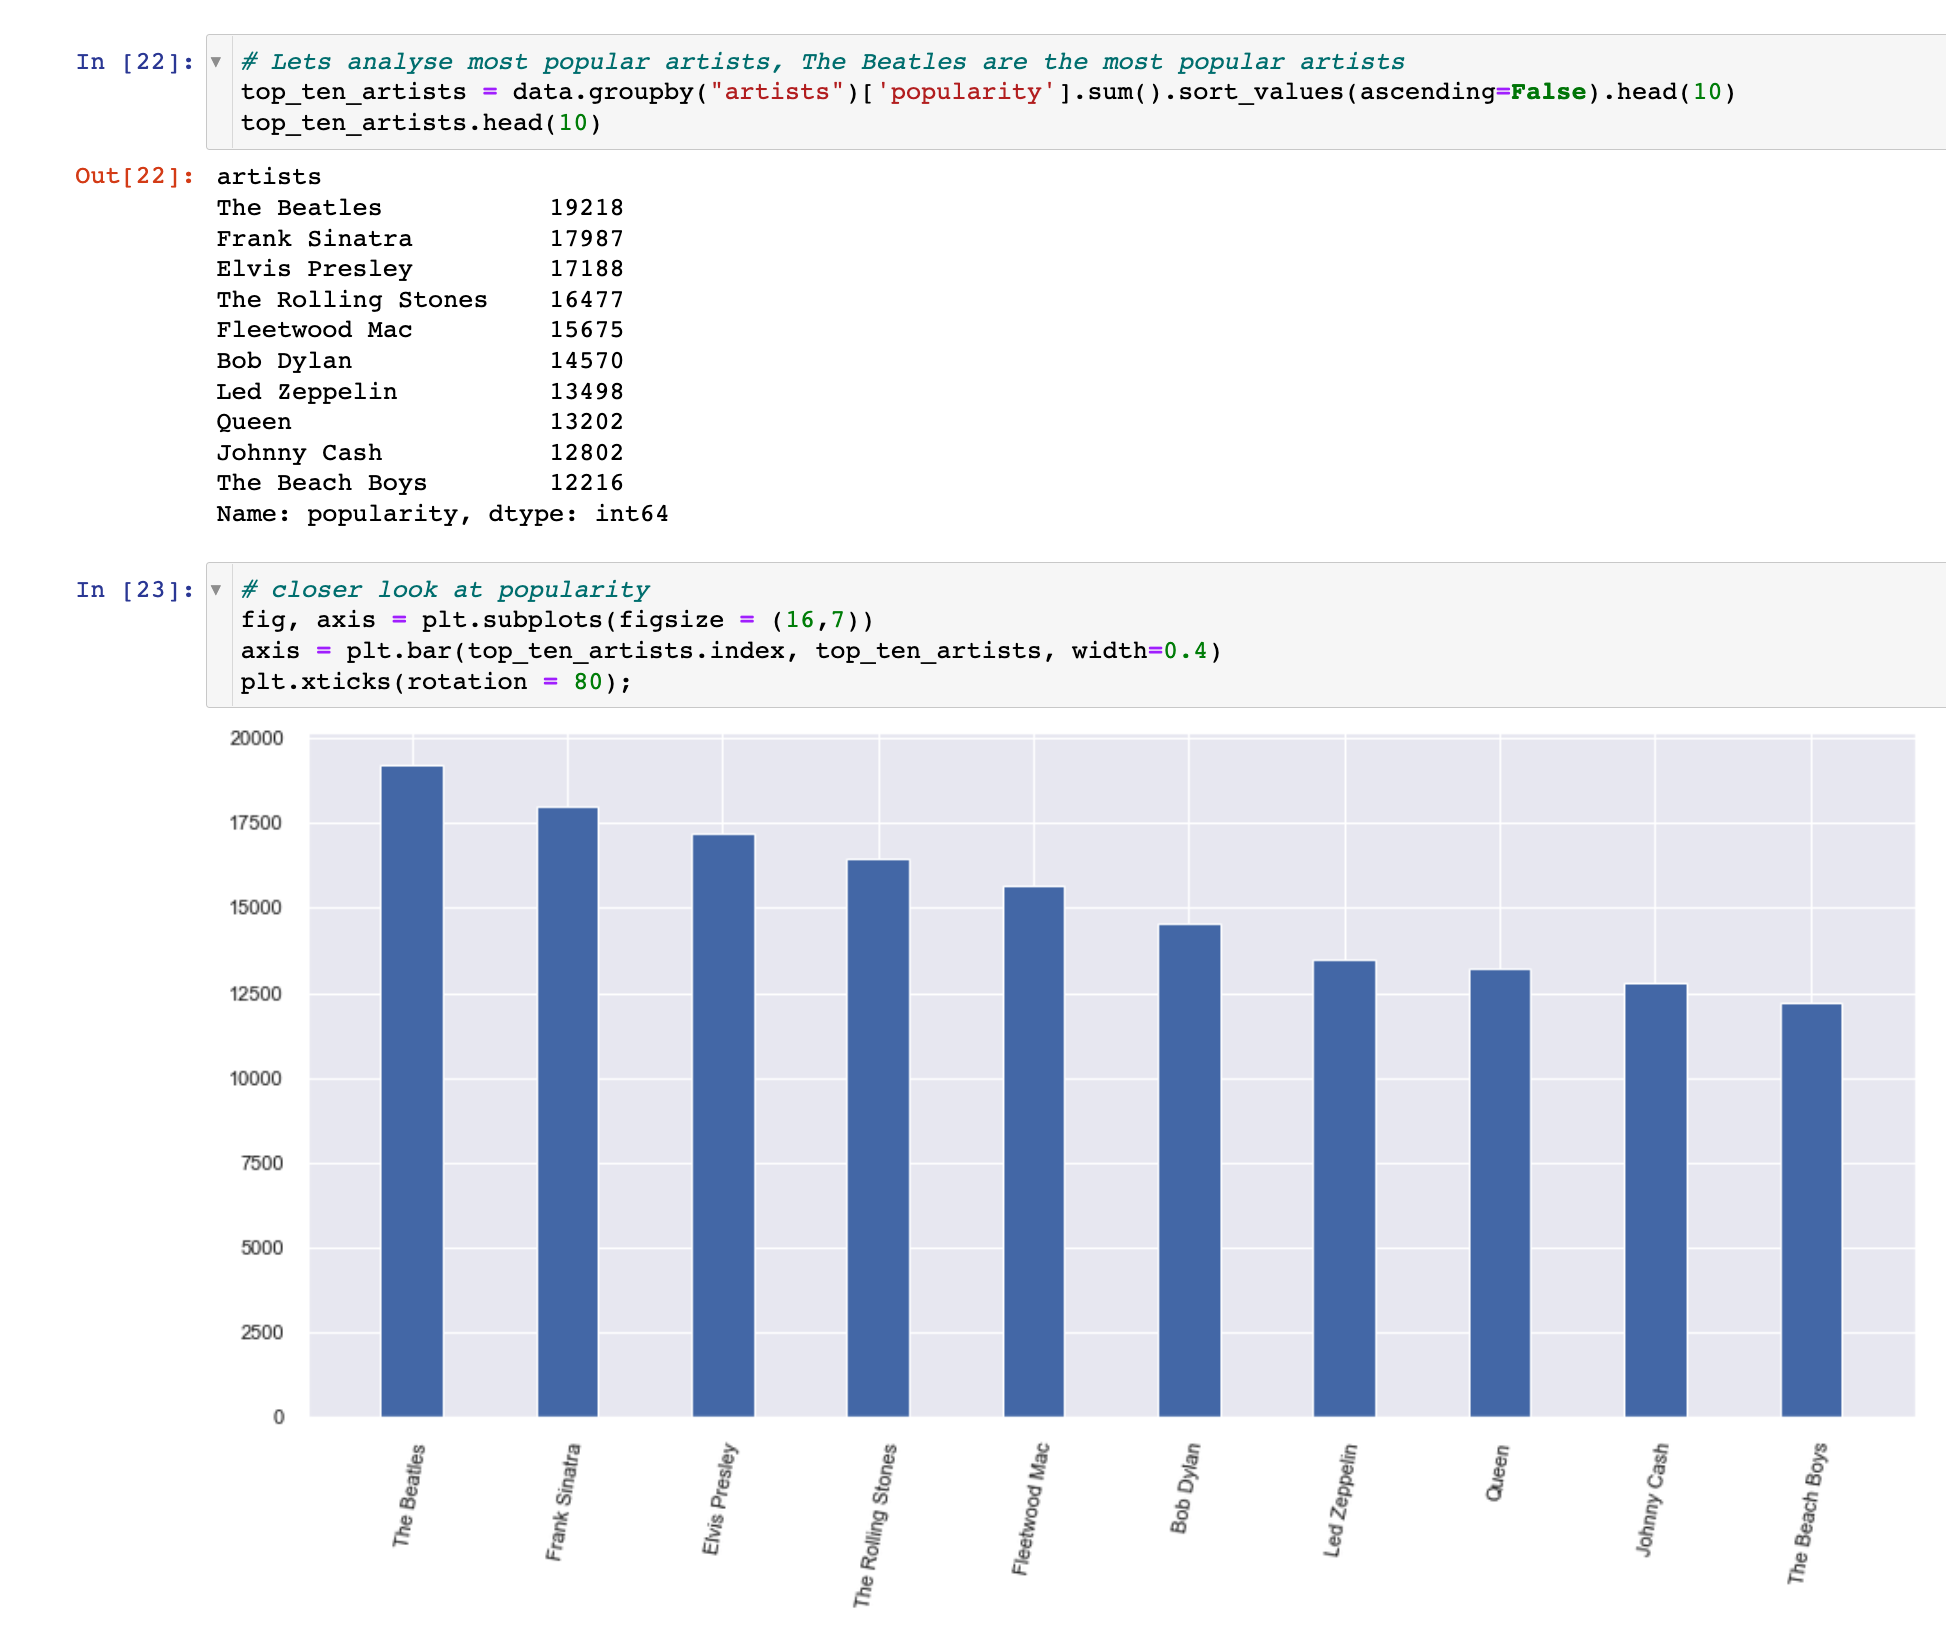 In [22]: ▼ # Lets analyse most popular artists, The Beatles are the most popular artists
top_ten_artists = data.groupby("artists")['popularity'].sum().sort_values(ascending=False).head(10)
top_ten_artists.head(10)
Out[22]: artists
The Beatles 19218
Frank Sinatra 17987
Elvis Presley 17188
The Rolling Stones 16477
Fleetwood Mac 15675
Bob Dylan 14570
Led Zeppelin 13498
Queen 13202
Johnny Cash 12802
The Beach Boys 12216
Name: popularity, dtype: int64
In [23]: ▼ # closer look at popularity
fig, axis = plt.subplots(figsize = (16,7))
axis = plt.bar(top_ten_artists.index, top_ten_artists, width=0.4)
plt.xticks(rotation = 80);
20000
17500
15000
12500
10000
7500
5000
2500
0
The Beatles
Frank Sinatra
Elvis Presley
The Rolling Stones
Fleetwood Mac
Bob Dylan
Led Zeppelin
Queen
Johnny Cash
The Beach Boys